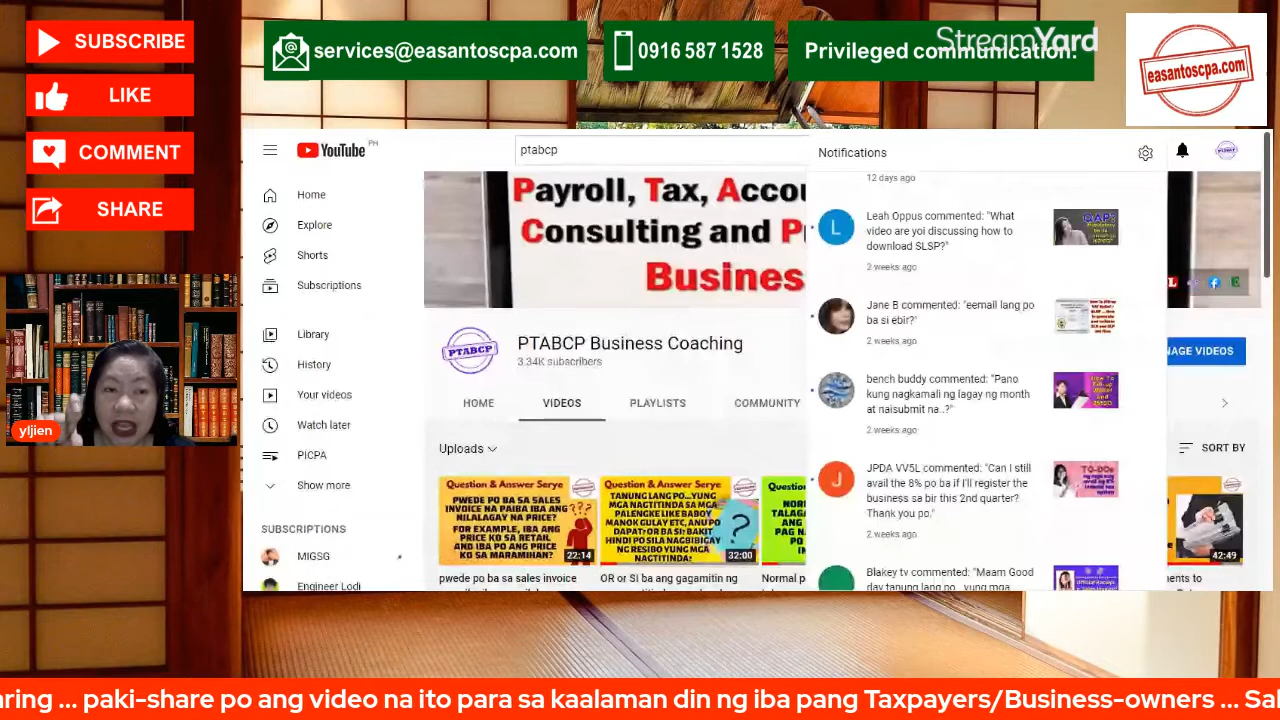 SUBSCRIBE
LIKE
COMMENT
SHARE
services@easantoscpa.com
0916 587 1528
Privileged communication.
StreamYard
easantoscpa.com
yljien
YouTube PH
ptabcp
Home
Explore
Shorts
Subscriptions
Library
History
Your videos
Watch later
PICPA
Show more
SUBSCRIPTIONS
MIGSG
Engineer Lodi
Payroll, Tax, Accou
Consulting and P
Busines
PTABCP
PTABCP Business Coaching
3.34K subscribers
NAGE VIDEOS
HOME
VIDEOS
PLAYLISTS
COMMUNITY
Uploads
SORT BY
Question & Answer Serye
PWEDE PO BA SA SALES
INVOICE NA PAIBA IBA ANG
NILALAGAY NA PRICE?
FOR EXAMPLE, IBA ANG
PRICE KO SA RETAIL
AND IBA PO ANG PRICE
KO SA MARAMIHAN?
22:14
pwede po ba sa sales invoice
Question & Answer Serye
TANUNG LANG PO...YUNG
MGA NAGTITINDA SA MGA
PALENGKE LIKE BABOY
MANOK GULAY ETC, ANU PO
DAPAT? OR BA SI? BAKIT
HINDI PO SILA NAGBIBIGAY
NG RESIBO YUNG MGA
NAGTITINDA?
32:00
OR or SI ba ang gagamitin ng
Question
NORM
TALAGA
ANG
PAG NA
PO
Normal p
42:49
ments to
Notifications
12 days ago
Leah Oppus commented: "What
video are yoi discussing how to
download SLSP?"
2 weeks ago
Jane B commented: "eemail lang po
ba si ebir?"
2 weeks ago
bench buddy commented: "Pano
kung nagkamali ng lagay ng month
at naisubmit na..?"
2 weeks ago
JPDA VV5L commented: "Can I still
avail the 8% po ba if I'll register the
business sa bir this 2nd quarter?
Thank you po,"
2 weeks ago
Blakey tv commented: "Maam Good
day tanung lang po...yung mga
QAP?
TO-DOs
aring ... paki-share po ang video na ito para sa kaalaman din ng iba pang Taxpayers/Business-owners ... Sal